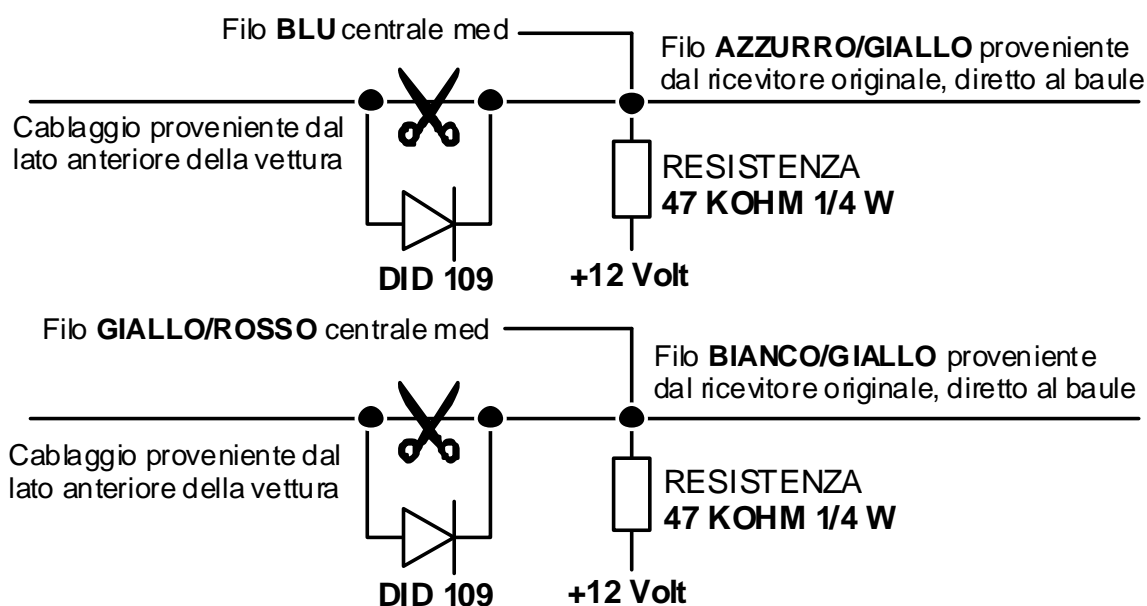 Filo BLU centrale med
Filo AZZURRO/GIALLO proveniente
dal ricevitore originale, diretto al baule
Cablaggio proveniente dal
lato anteriore della vettura
RESISTENZA
47 KOHM 1/4 W
DID 109
+12 Volt
Filo GIALLO/ROSSO centrale med
Filo BIANCO/GIALLO proveniente
dal ricevitore originale, diretto al baule
Cablaggio proveniente dal
lato anteriore della vettura
RESISTENZA
47 KOHM 1/4 W
DID 109
+12 Volt